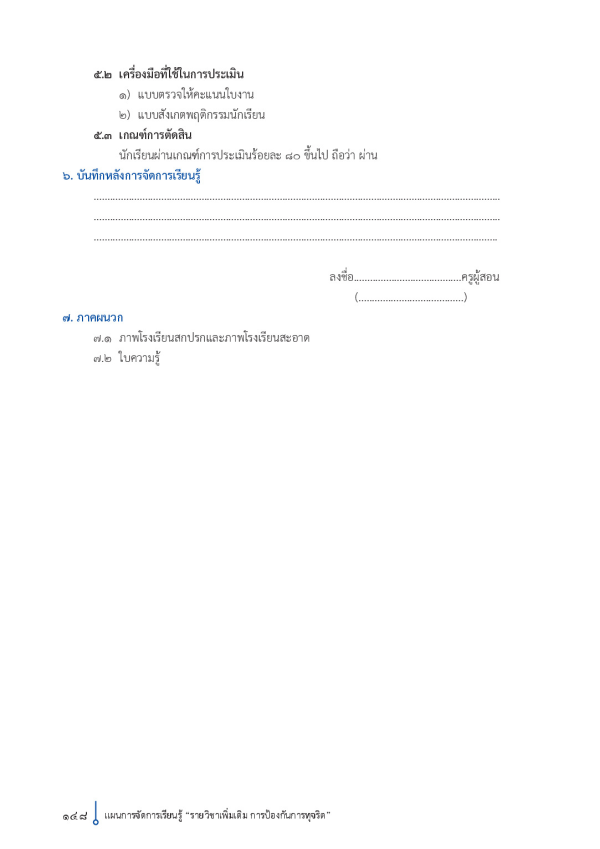 ๕.๒ เครื่องมือที่ใช้ในการประเมิน
๑) แบบตรวจให้คะแนนใบงาน
๒) แบบสังเกตพฤติกรรมนักเรียน
๕.๓ เกณฑ์การตัดสิน
นักเรียนผ่านเกณฑ์การประเมินร้อยละ ๘๐ ขึ้นไป ถือว่า ผ่าน
๖. บันทึกหลังการจัดการเรียนรู้
................................................................................................................................................
................................................................................................................................................
...............................................................................................................................................
ลงชื่อ........................................ครูผู้สอน
(.......................................)
๗. ภาคผนวก
๗.๑ ภาพโรงเรียนสกปรกและภาพโรงเรียนสะอาด
๗.๒ ใบความรู้
๑๔๘ แผนการจัดการเรียนรู้ “รายวิชาเพิ่มเติม การป้องกันการทุจริต”